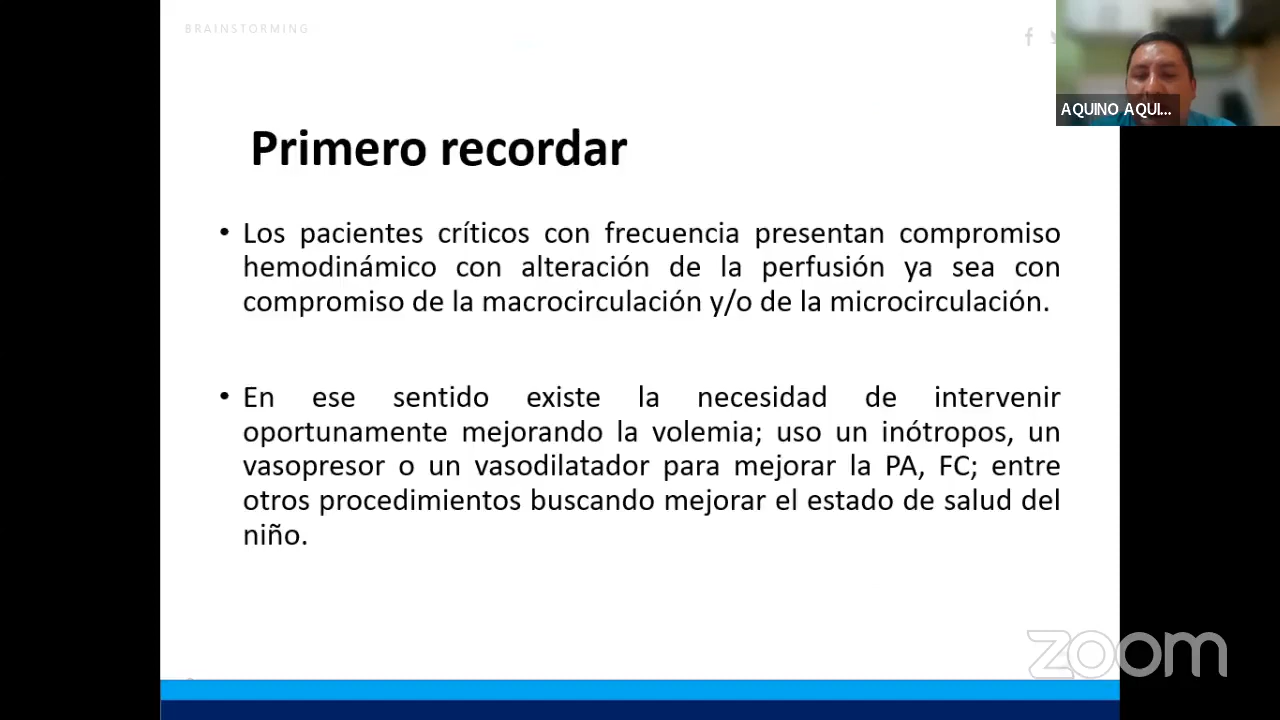 BRAINSTORMING
AQUINO AQUI...
Primero recordar
• Los pacientes críticos con frecuencia presentan compromiso
hemodinámico con alteración de la perfusión ya sea con
compromiso de la macrocirculación y/o de la microcirculación.
• En ese sentido existe la necesidad de intervenir
oportunamente mejorando la volemia; uso un inótropos, un
vasopresor o un vasodilatador para mejorar la PA, FC; entre
otros procedimientos buscando mejorar el estado de salud del
niño.
zoom